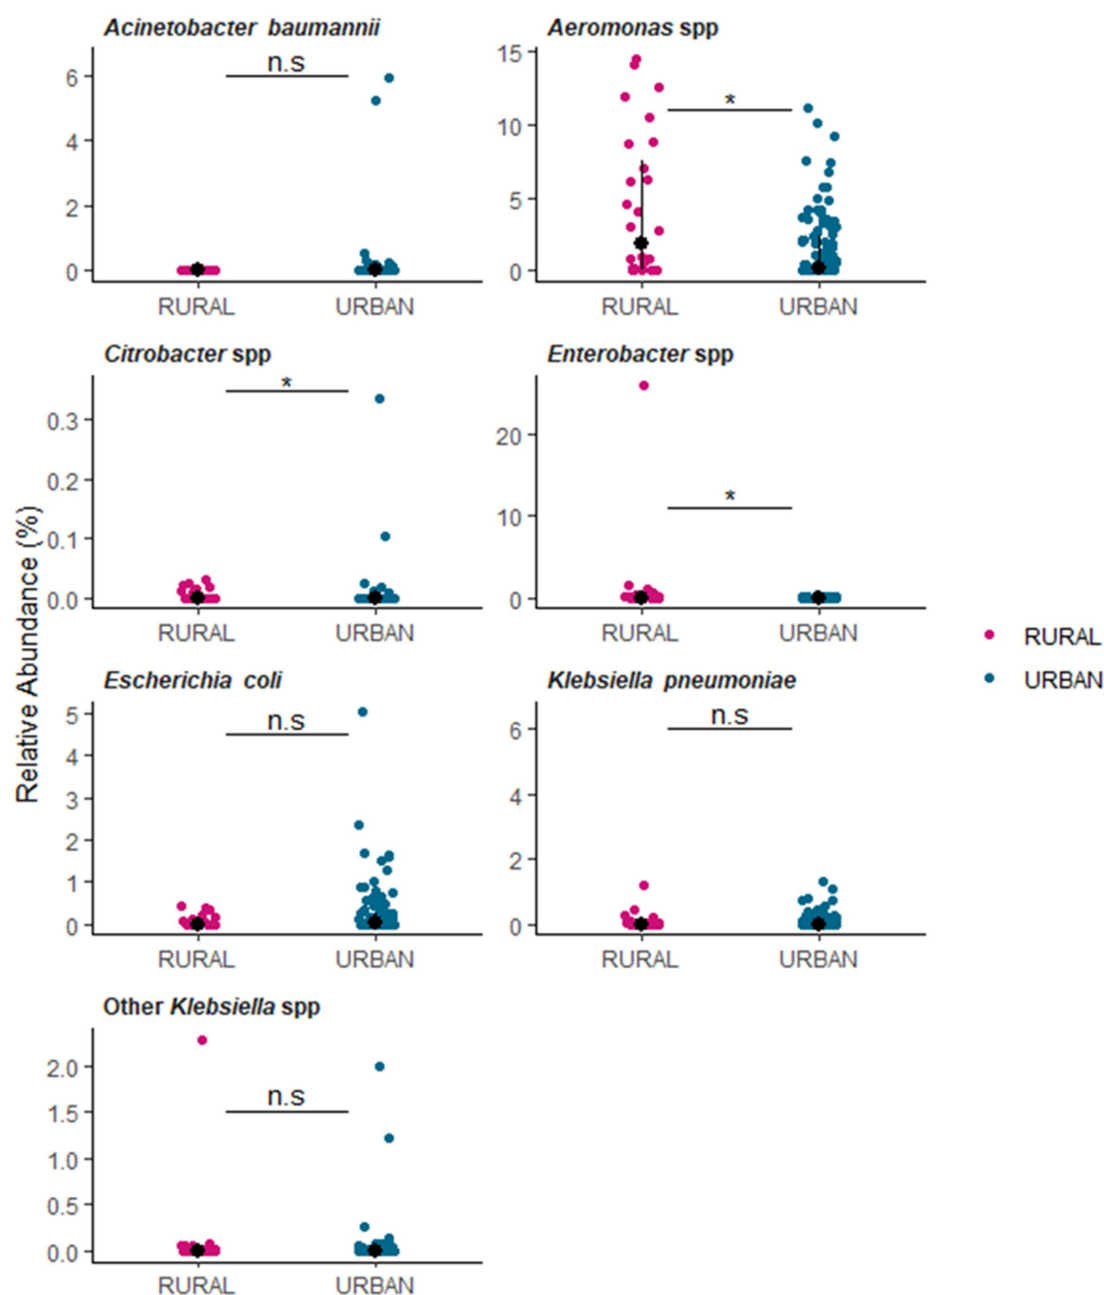 Acinetobacter baumannii
n.s
6
4
2
0
RURAL URBAN
Aeromonas spp
*
15
10
5
0
RURAL URBAN
Citrobacter spp
*
0.3
0.2
0.1
0.0
RURAL URBAN
Enterobacter spp
*
20
10
0
RURAL URBAN
Relative Abundance (%)
RURAL
URBAN
Escherichia coli
n.s
5
4
3
2
1
0
RURAL URBAN
Klebsiella pneumoniae
n.s
6
4
2
0
RURAL URBAN
Other Klebsiella spp
n.s
2.0
1.5
1.0
0.5
0.0
RURAL URBAN